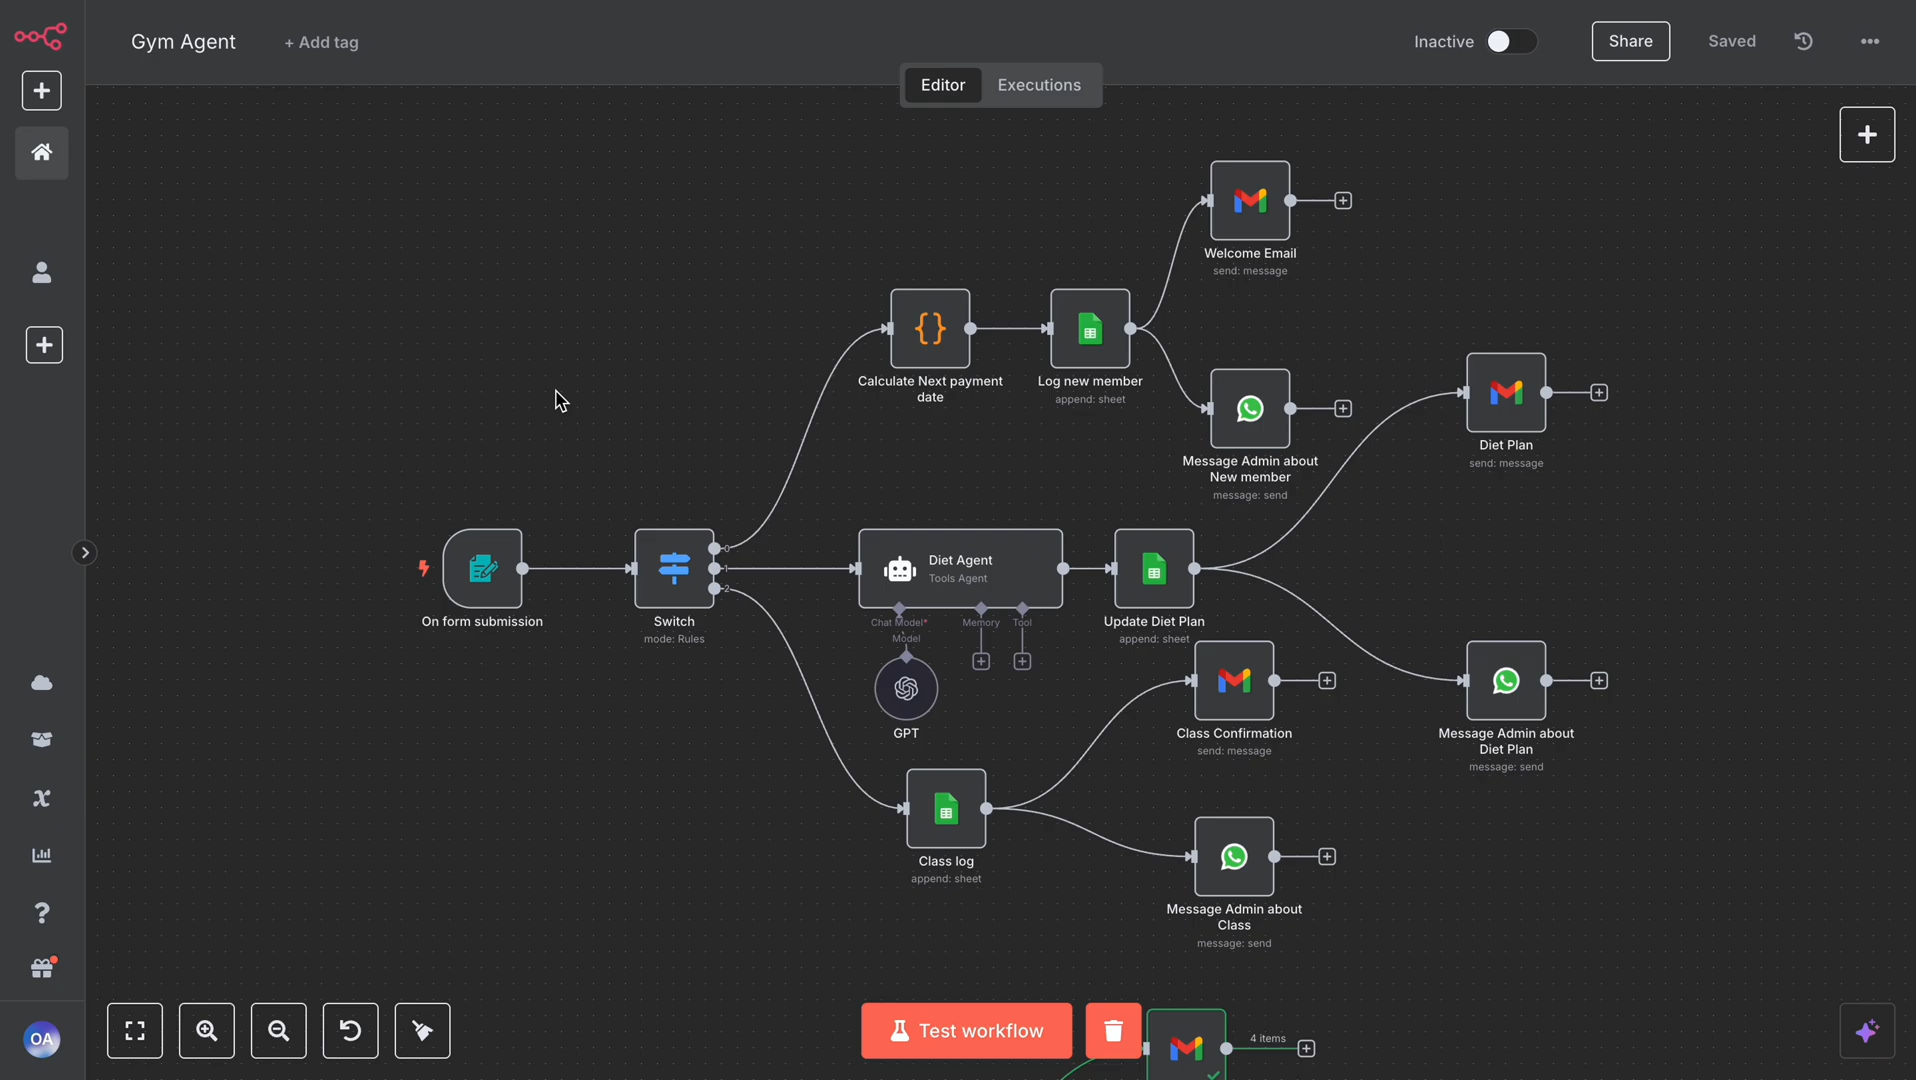 Gym Agent
+ Add tag
Inactive
Share
Saved
Editor
Executions
Welcome Email
send: message
Calculate Next payment
date
Log new member
append: sheet
Message Admin about
New member
message: send
Diet Plan
send: message
On form submission
Switch
mode: Rules
0
1
2
Diet Agent
Tools Agent
Chat Model*
Model
Memory
Tool
GPT
Update Diet Plan
append: sheet
Class Confirmation
send: message
Message Admin about
Diet Plan
message: send
Class log
append: sheet
Message Admin about
Class
message: send
OA
Test workflow
4 items